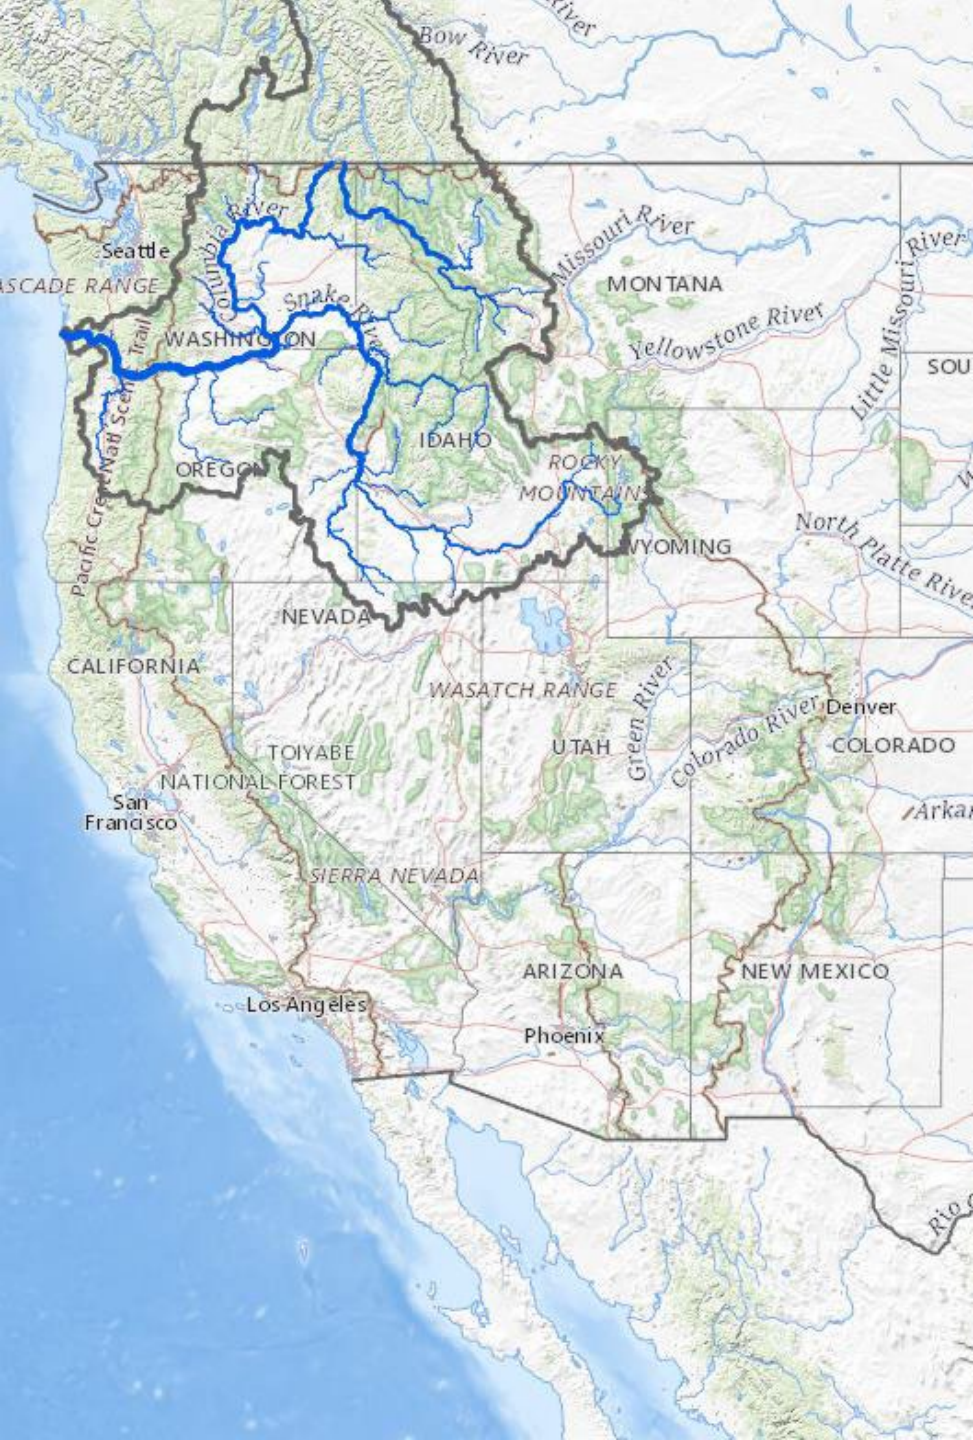 River
Bow River
Columbia River
Seattle
Missouri River
River
CASCADE RANGE
MONTANA
Snake River
Little Missouri
Yellowstone River
WASHINGTON
SOU
Pacific Crest Natl Scen Trail
IDAHO
OREGON
ROCKY
MOUNTAINS
North Platte River
WYOMING
NEVADA
CALIFORNIA
WASATCH RANGE
Green River
Colorado River
Denver
UTAH
COLORADO
TOIYABE
NATIONAL FOREST
San
Francisco
Arkan
SIERRA NEVADA
ARIZONA
NEW MEXICO
Los Angeles
Phoenix
Rio